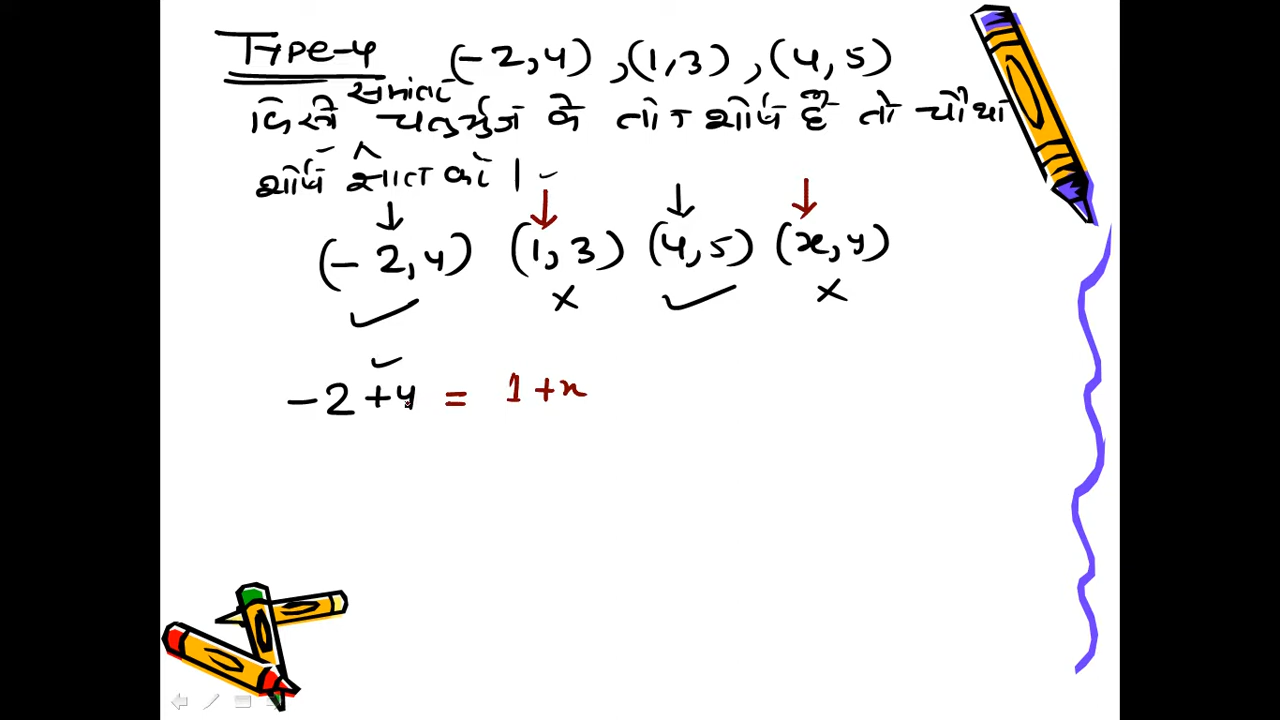 Type-4 (-2,4) ,(1,3) , (4,5)
किसी समांतर चतुर्भुज के तीन शीर्ष हैं तो चौथा
शीर्ष ज्ञात करें |
(-2,4) (1,3) (4,5) (x,y)
-2+4 = 1+x